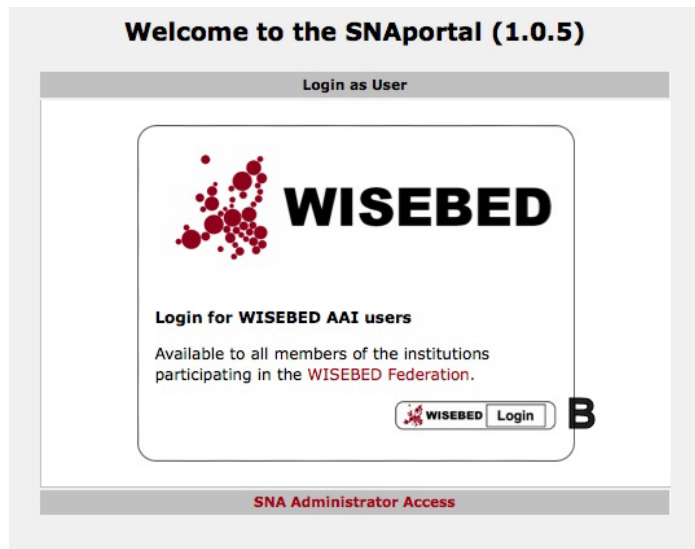 Welcome to the SNAportal (1.0.5)
Login as User
WISEBED
Login for WISEBED AAI users
Available to all members of the institutions
participating in the WISEBED Federation.
WISEBED Login B
SNA Administrator Access